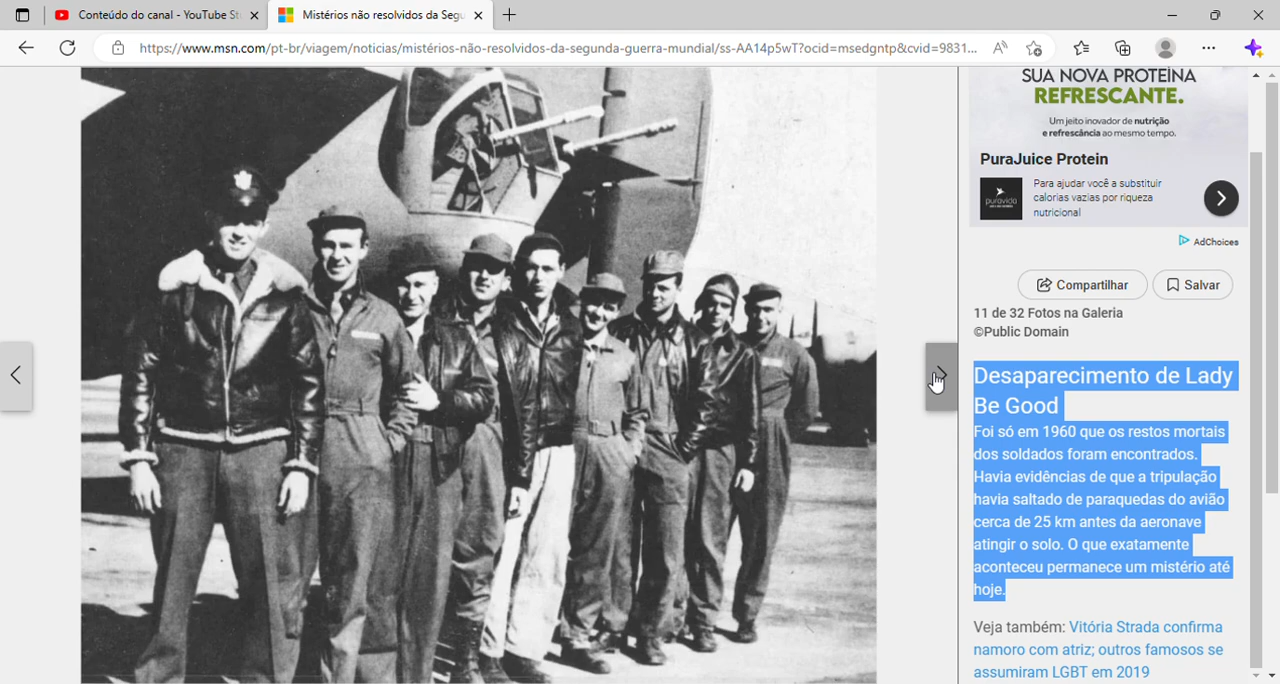 Conteúdo do canal - YouTube St
Mistérios não resolvidos da Segu
https://www.msn.com/pt-br/viagem/noticias/mistérios-não-resolvidos-da-segunda-guerra-mundial/ss-AA14p5wT?ocid=msedgntp&cvid=9831...
SUA NOVA PROTEÍNA
REFRESCANTE.
Um jeito inovador de nutrição
e refrescância ao mesmo tempo.
PuraJuice Protein
puravida
Para ajudar você a substituir
calorias vazias por riqueza
nutricional
AdChoices
Compartilhar
Salvar
11 de 32 Fotos na Galeria
©Public Domain
Desaparecimento de Lady
Be Good
Foi só em 1960 que os restos mortais
dos soldados foram encontrados.
Havia evidências de que a tripulação
havia saltado de paraquedas do avião
cerca de 25 km antes da aeronave
atingir o solo. O que exatamente
aconteceu permanece um mistério até
hoje.
Veja também: Vitória Strada confirma
namoro com atriz; outros famosos se
assumiram LGBT em 2019